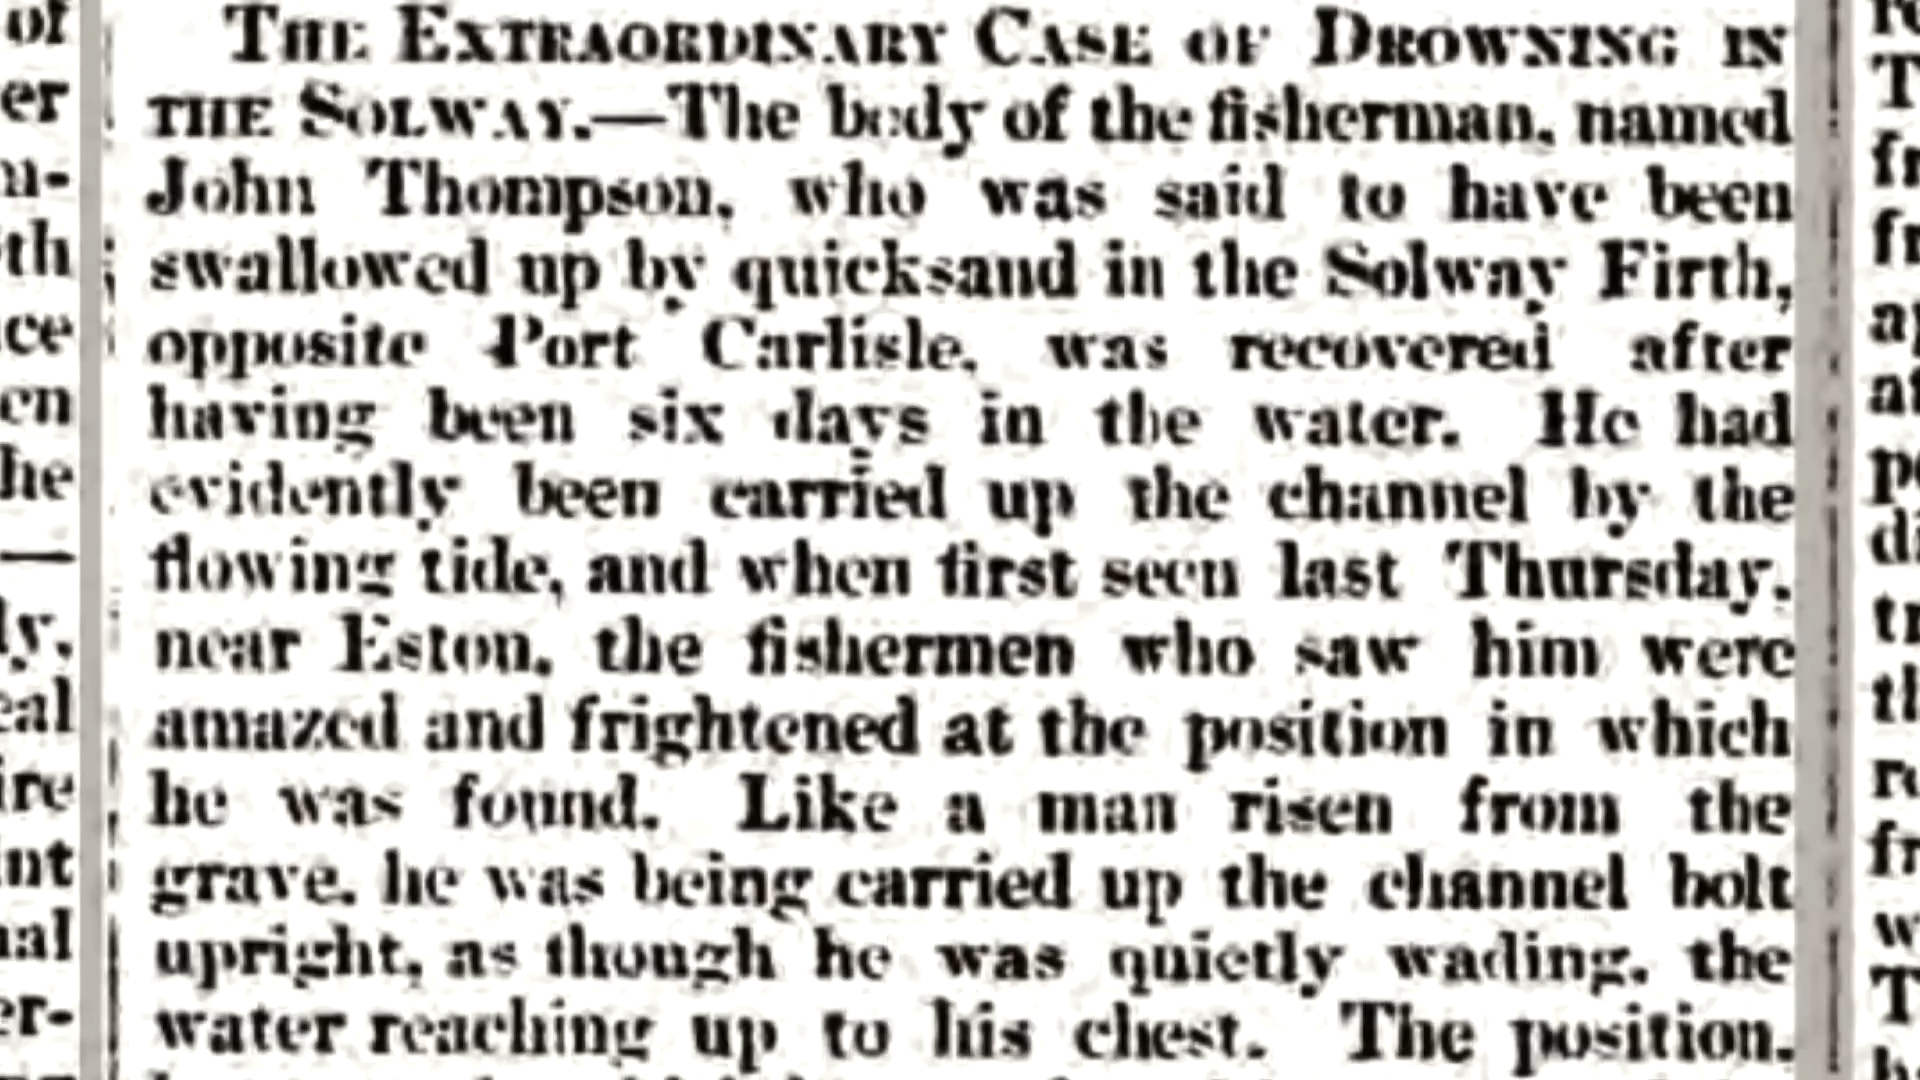 THE EXTRAORDINARY CASE OF DROWNING IN
THE SOLWAY.—The body of the fisherman, named
John Thompson, who was said to have been
swallowed up by quicksand in the Solway Firth,
opposite Port Carlisle, was recovered after
having been six days in the water. He had
evidently been carried up the channel by the
flowing tide, and when first seen last Thursday,
near Eston, the fishermen who saw him were
amazed and frightened at the position in which
he was found. Like a man risen from the
grave, he was being carried up the channel bolt
upright, as though he was quietly wading, the
water reaching up to his chest. The position,